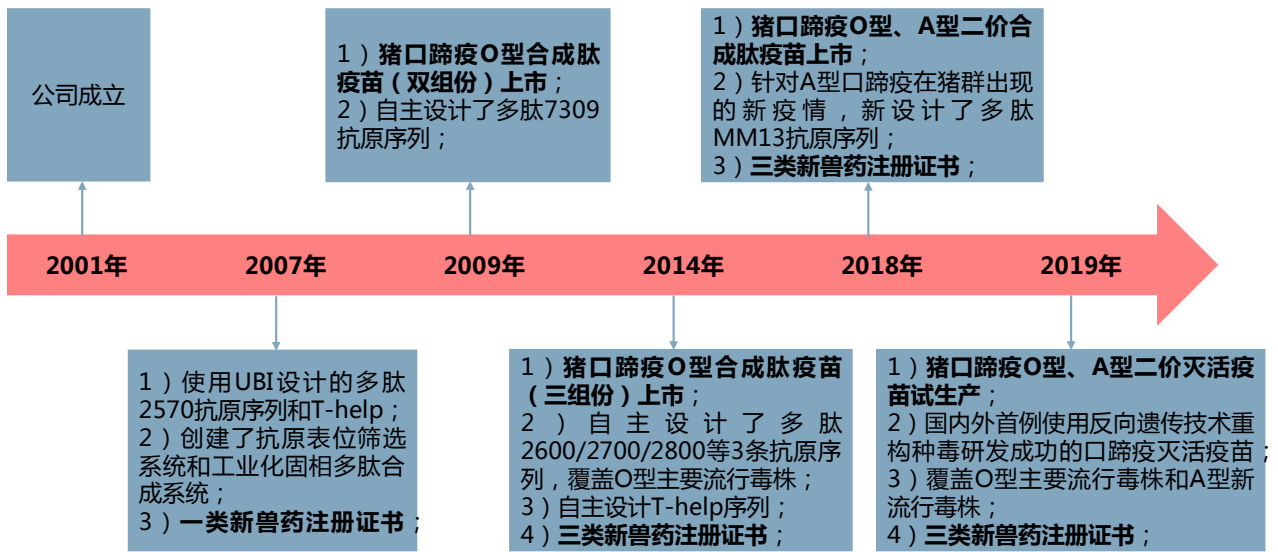 公司成立
1）猪口蹄疫O型合成肽
疫苗（双组份）上市；
2）自主设计了多肽7309
抗原序列；
1）猪口蹄疫O型、A型二价合
成肽疫苗上市；
2）针对A型口蹄疫在猪群出现
的新疫情，新设计了多肽
MM13抗原序列；
3）三类新兽药注册证书；
2001年
2007年
2009年
2014年
2018年
2019年
1）使用UBI设计的多肽
2570抗原序列和T-help；
2）创建了抗原表位筛选
系统和工业化固相多肽合
成系统；
3）一类新兽药注册证书；
1）猪口蹄疫O型合成肽疫苗
（三组份）上市；
2）自主设计了多肽
2600/2700/2800等3条抗原序
列，覆盖O型主要流行毒株；
3）自主设计T-help序列；
4）三类新兽药注册证书；
1）猪口蹄疫O型、A型二价灭活疫
苗试生产；
2）国内外首例使用反向遗传技术重
构种毒研发成功的口蹄疫灭活疫苗；
3）覆盖O型主要流行毒株和A型新
流行毒株；
4）三类新兽药注册证书；